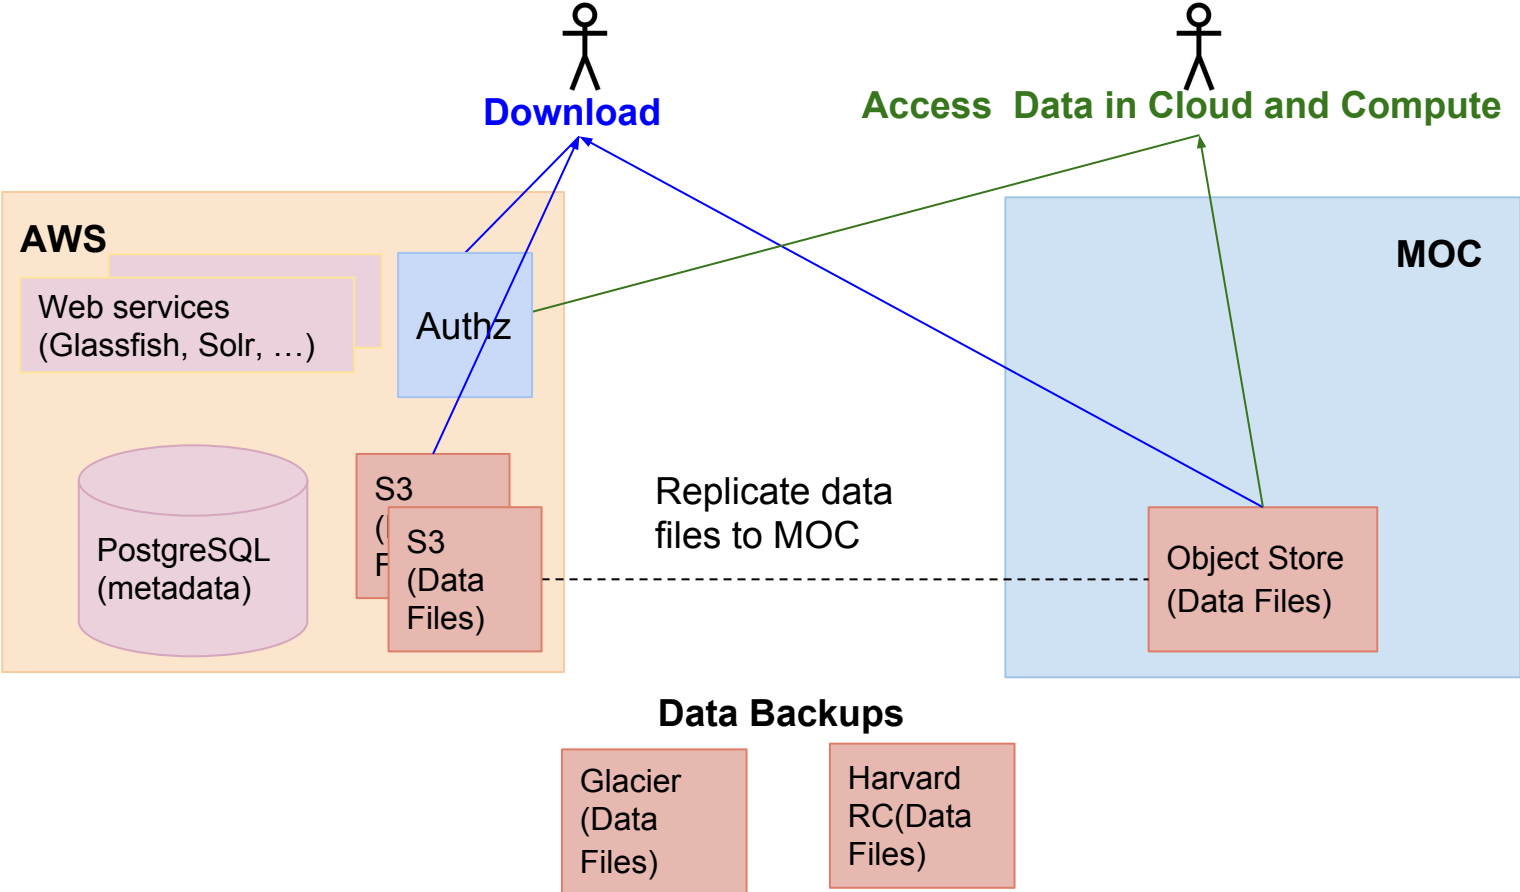 Download
Access  Data in Cloud and Compute
AWS
MOC
Web services
(Glassfish, Solr, …)
Authz
PostgreSQL
(metadata)
S3
(
F
S3
(Data
Files)
Replicate data
files to MOC
Object Store
(Data Files)
Data Backups
Glacier
(Data
Files)
Harvard
RC(Data
Files)